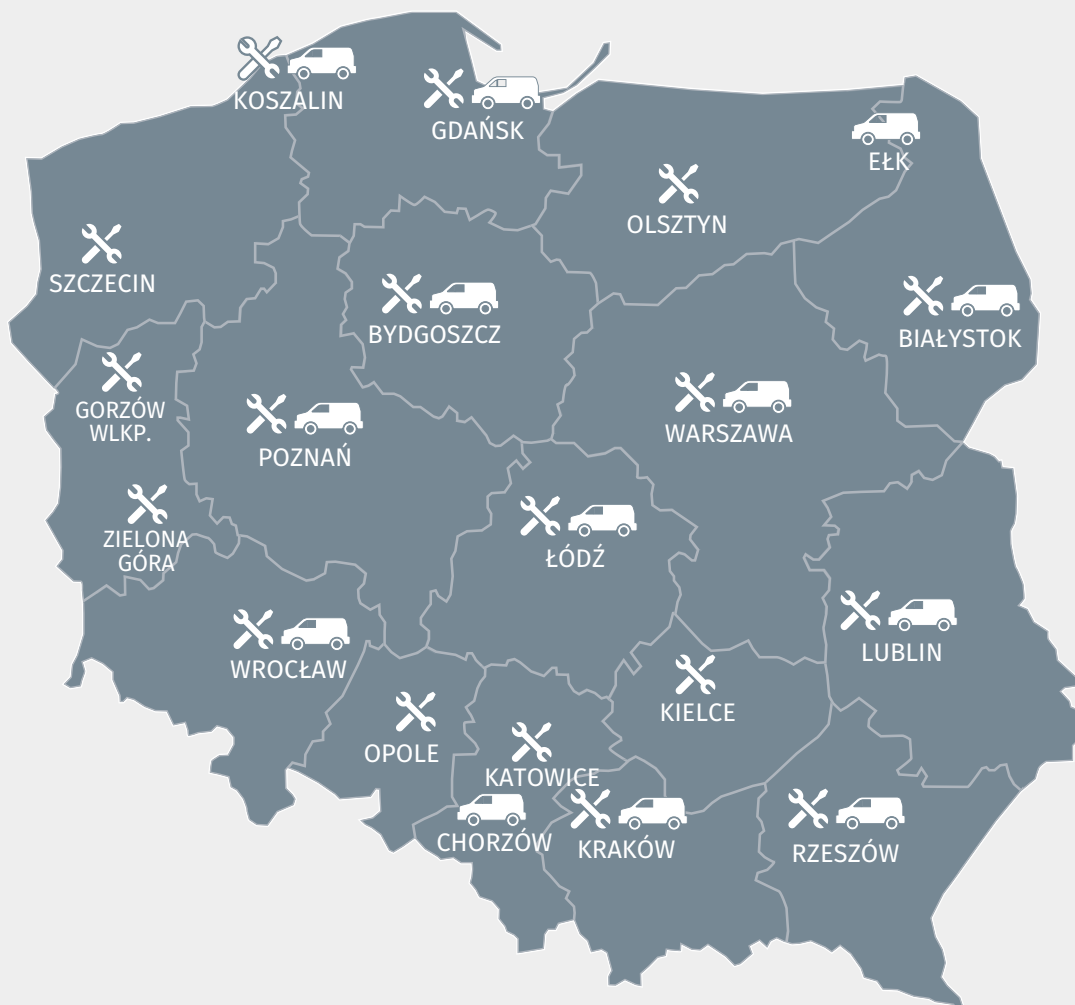 KOSZALIN
GDAŃSK
EŁK
OLSZTYN
SZCZECIN
BYDGOSZCZ
BIAŁYSTOK
GORZÓW
WLKP.
WARSZAWA
POZNAŃ
ZIELONA
GÓRA
ŁÓDŹ
LUBLIN
WROCŁAW
KIELCE
OPOLE
KATOWICE
CHORZÓW
KRAKÓW
RZESZÓW